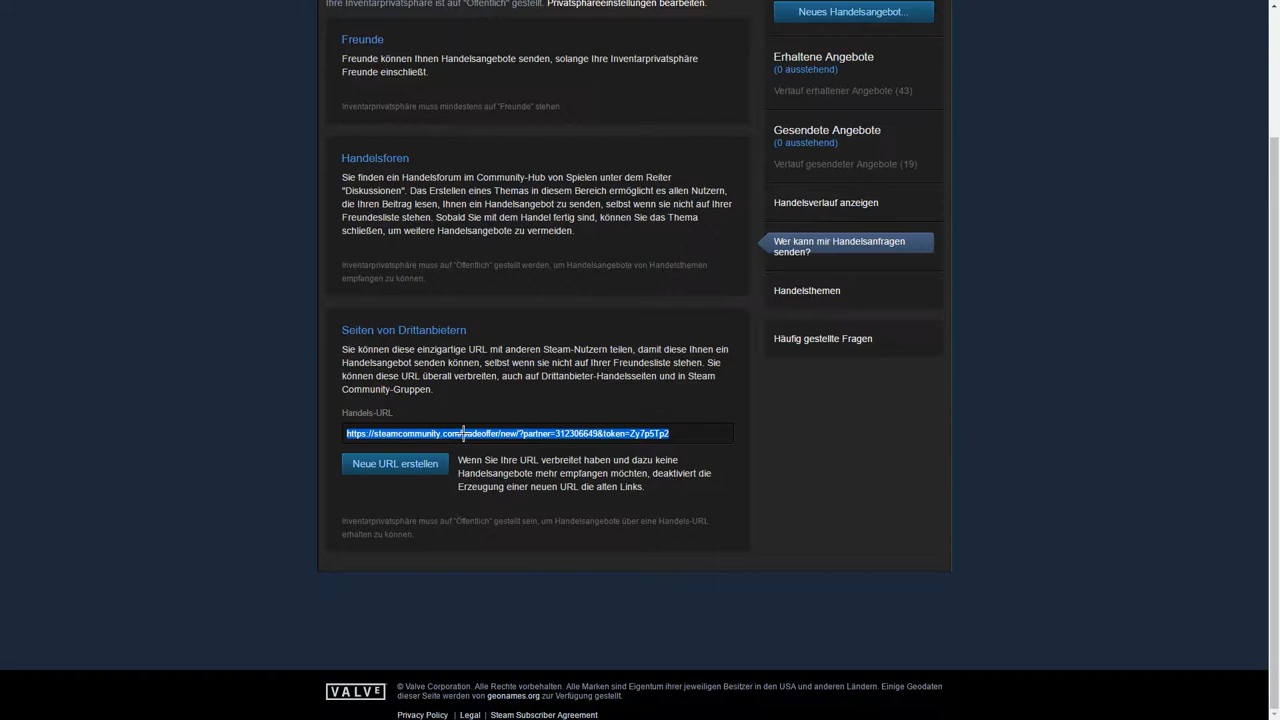 Ihre Inventarprivatsphäre ist auf "Öffentlich" gestellt. Privatsphäreeinstellungen bearbeiten.
Freunde
Freunde können Ihnen Handelsangebote senden, solange Ihre Inventarprivatsphäre
Freunde einschließt.
Inventarprivatsphäre muss mindestens auf "Freunde" stehen
Handelsforen
Sie finden ein Handelsforum im Community-Hub von Spielen unter dem Reiter
"Diskussionen". Das Erstellen eines Themas in diesem Bereich ermöglicht es allen Nutzern,
die Ihren Beitrag lesen, Ihnen ein Handelsangebot zu senden, selbst wenn sie nicht auf Ihrer
Freundesliste stehen. Sobald Sie mit dem Handel fertig sind, können Sie das Thema
schließen, um weitere Handelsangebote zu vermeiden.
Inventarprivatsphäre muss auf "Öffentlich" gestellt werden, um Handelsangebote von Handelsthemen
empfangen zu können.
Seiten von Drittanbietern
Sie können diese einzigartige URL mit anderen Steam-Nutzern teilen, damit diese Ihnen ein
Handelsangebot senden können, selbst wenn sie nicht auf Ihrer Freundesliste stehen. Sie
können diese URL überall verbreiten, auch auf Drittanbieter-Handelsseiten und in Steam
Community-Gruppen.
Handels-URL
https://steamcommunity.com/tradeoffer/new/?partner=312306649&token=Zy7p5Tp2
Neue URL erstellen
Wenn Sie Ihre URL verbreitet haben und dazu keine
Handelsangebote mehr empfangen möchten, deaktiviert die
Erzeugung einer neuen URL die alten Links.
Inventarprivatsphäre muss auf "Öffentlich" gestellt sein, um Handelsangebote über eine Handels-URL
erhalten zu können.
Neues Handelsangebot...
Erhaltene Angebote
(0 ausstehend)
Verlauf erhaltener Angebote (43)
Gesendete Angebote
(0 ausstehend)
Verlauf gesendeter Angebote (19)
Handelsverlauf anzeigen
Wer kann mir Handelsanfragen
senden?
Handelsthemen
Häufig gestellte Fragen
VALVE
© Valve Corporation. Alle Rechte vorbehalten. Alle Marken sind Eigentum ihrer jeweiligen Besitzer in den USA und anderen Ländern. Einige Geodaten
dieser Seite werden von geonames.org zur Verfügung gestellt.
Privacy Policy | Legal | Steam Subscriber Agreement